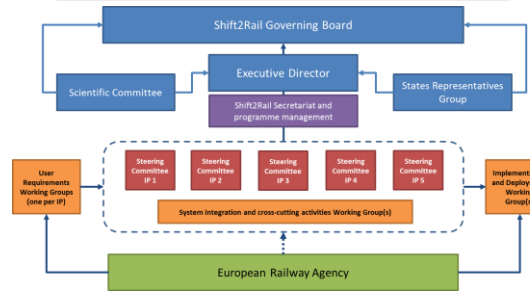 Shift2Rail Governing Board
Executive Director
Scientific Committee
States Representatives
Group
Shift2Rail Secretariat and
programme management
User
Requirements
Working Groups
(one per IP)
Steering
Committee
IP 1
Steering
Committee
IP 2
Steering
Committee
IP 3
Steering
Committee
IP 4
Steering
Committee
IP 5
System Integration and cross-cutting activities Working Group(s)
and
Working
European Railway Agency